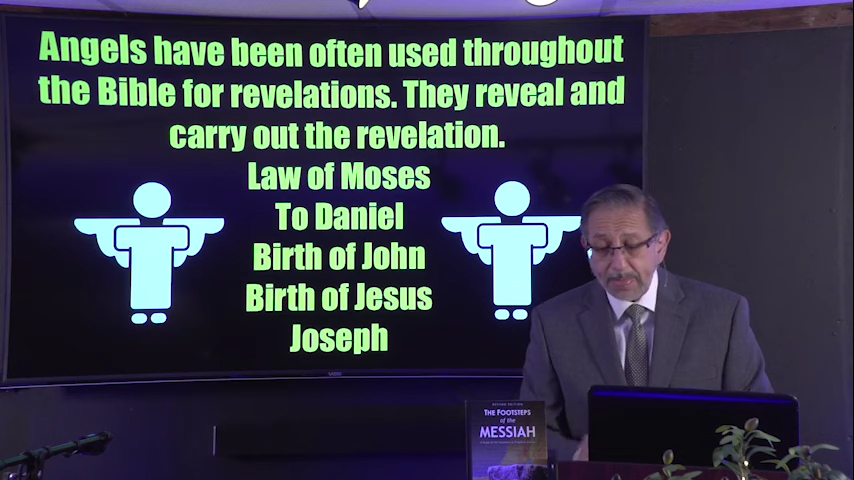 Angels have been often used throughout
the Bible for revelations. They reveal and
carry out the revelation.
Law of Moses
To Daniel
Birth of John
Birth of Jesus
Joseph
THE FOOTSTEPS
of the
MESSIAH